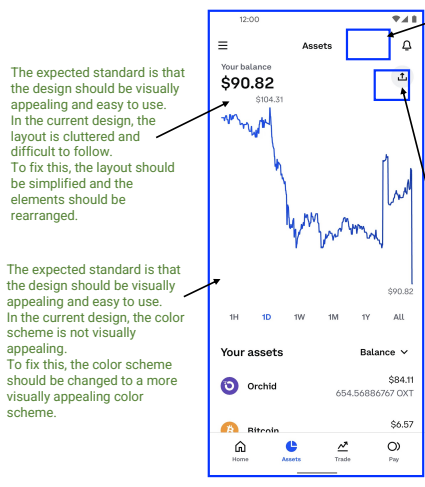 The expected standard is that
the design should be visually
appealing and easy to use.
In the current design, the
layout is cluttered and
difficult to follow.
To fix this, the layout should
be simplified and the
elements should be
rearranged.
The expected standard is that
the design should be visually
appealing and easy to use.
In the current design, the color
scheme is not visually
appealing.
To fix this, the color scheme
should be changed to a more
visually appealing color
scheme.
12:00
Assets
Your balance
$90.82
$104.31
$90.82
1H 1D 1W 1M 1Y All
Your assets Balance
Orchid $84.11
654.56886767 OXT
Bitcoin $6.57
Home Assets Trade Pay